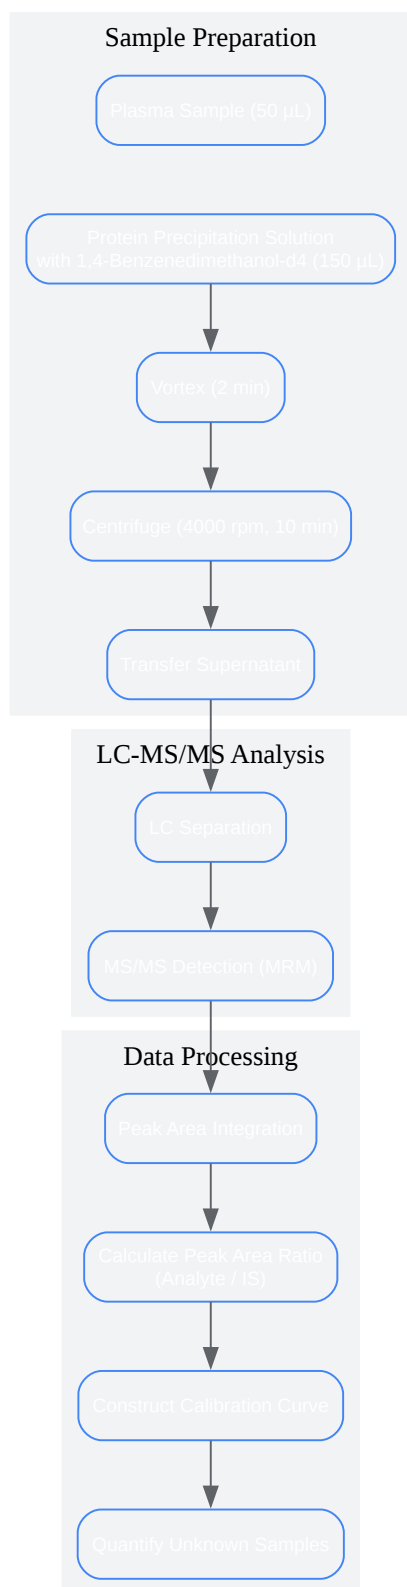 Sample Preparation
Plasma Sample (50 µL)
Protein Precipitation Solution
with 1,4-Benzenedimethanol-d4 (150 µL)
Vortex (2 min)
Centrifuge (4000 rpm, 10 min)
Transfer Supernatant
LC-MS/MS Analysis
LC Separation
MS/MS Detection (MRM)
Data Processing
Peak Area Integration
Calculate Peak Area Ratio
(Analyte / IS)
Construct Calibration Curve
Quantify Unknown Samples